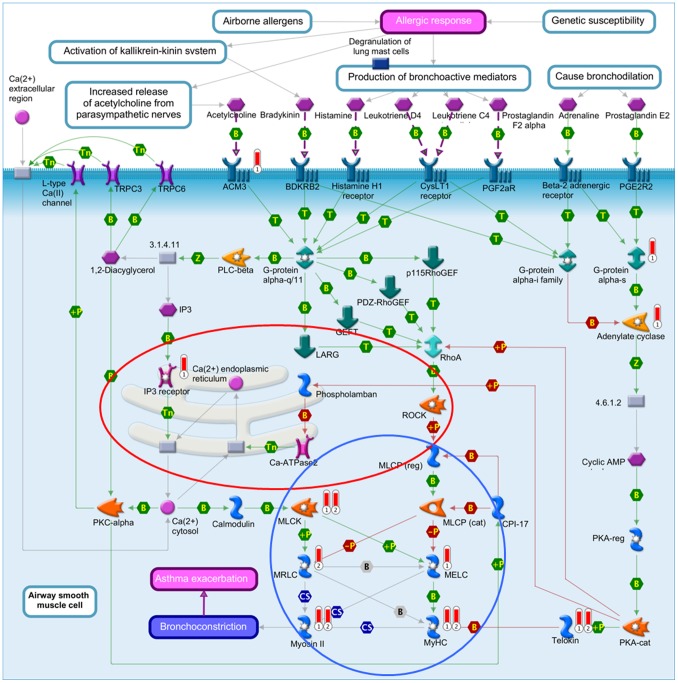 Airborne allergens
Allergic response
Genetic susceptibility
Activation of kallikrein-kinin system
Degranulation of
lung mast cells
Production of bronchoactive mediators
Cause bronchodilation
Ca(2+)
extracellular
region
Increased release
of acetylcholine from
parasympathetic nerves
Acetylcholine
Bradykinin
Histamine
Leukotriene D4
Leukotriene C4
Prostaglandin
F2 alpha
Adrenaline
Prostaglandin E2
B
B
B
B
B
B
B
B
Tn
Tn
Tn
1
L-type
Ca(II)
channel
TRPC3
TRPC6
ACM3
BDKRB2
Histamine H1
receptor
CysLT1
receptor
PGF2aR
Beta-2 adrenergic
receptor
PGE2R2
B
B
T
T
T
T
T
T
T
T
T
T
3.1.4.11
Z
B
B
1,2-Diacyglycerol
PLC-beta
G-protein
alpha-q/11
p115RhoGEF
G-protein
alpha-i family
G-protein
alpha-s
1
B
B
B
PDZ-RhoGEF
T
IP3
+P
B
GEFT
T
T
B
B
Adenylate cyclase
1
LARG
T
RhoA
+P
Z
P
1
IP3 receptor
Ca(2+) endoplasmic
reticulum
Phospholamban
+P
4.6.1.2
B
ROCK
Tn
Tn
Ca-ATPase2
+P
MLCP (reg)
B
Cyclic AMP
B
B
PKC-alpha
B
Ca(2+)
cytosol
B
Calmodulin
B
MLCK
1 2
MLCP (cat)
B
CPI-17
PKA-reg
+P
-P
+P
-P
MRLC
2
B
MELC
1
B
Airway smooth
muscle cell
Asthma exacerbation
CS
CS
B
B
Bronchoconstriction
Myosin II
1 2
CS
MyHC
1 2
B
Telokin
1 2
+P
PKA-cat